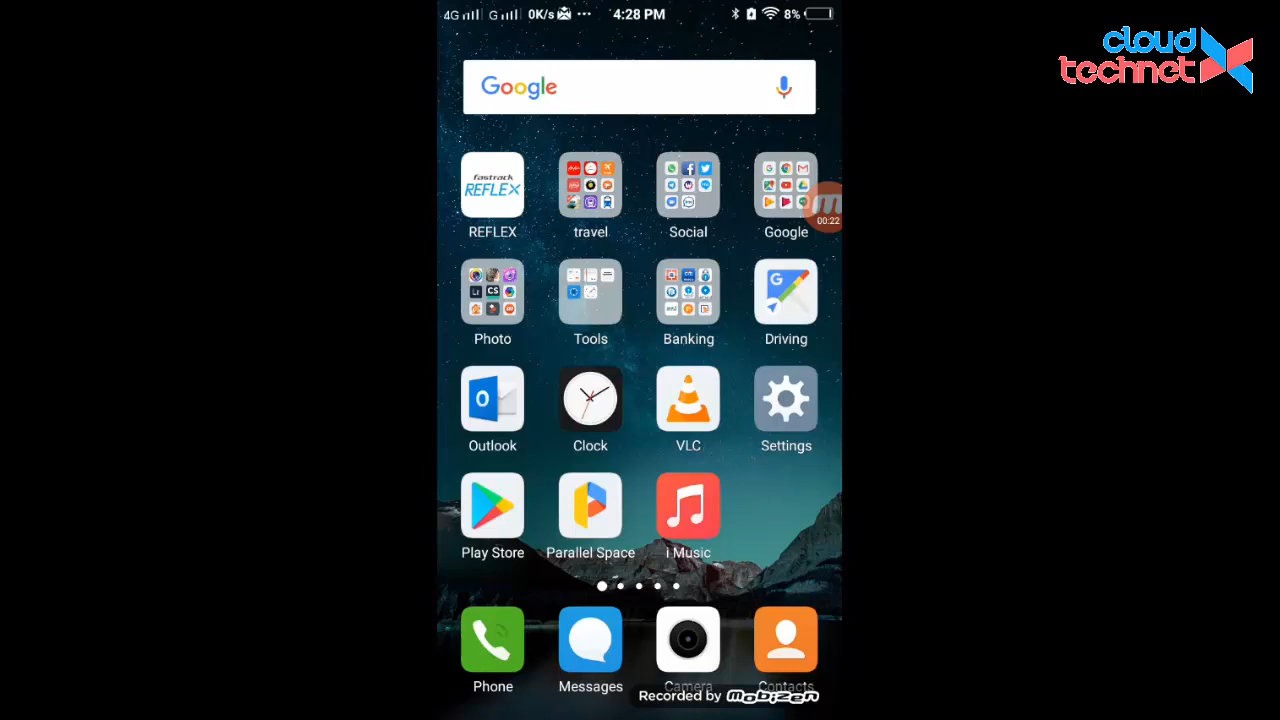 4G G 0K/s ... 4:28 PM 8%
cloud
technet
Google
fastrack
REFLEX
REFLEX travel Social Google
00:22
Photo Tools Banking Driving
Outlook Clock VLC Settings
Play Store Parallel Space i Music
Phone Messages Camera Contacts
Recorded by Mobizen